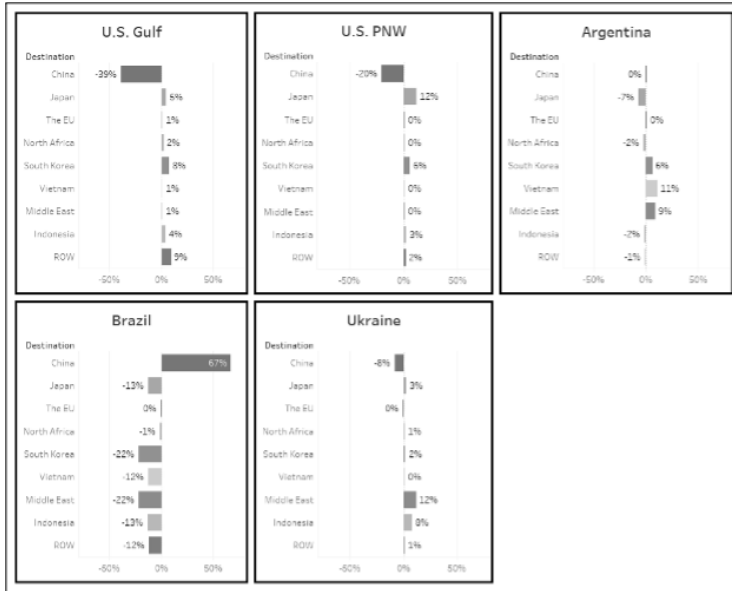 U.S. Gulf
Destination
China -39%
Japan 5%
The EU 1%
North Africa 2%
South Korea 8%
Vietnam 1%
Middle East 1%
Indonesia 4%
ROW 9%
-50% 0% 50%
U.S. PNW
Destination
China -20%
Japan 12%
The EU 0%
North Africa 0%
South Korea 6%
Vietnam 0%
Middle East 0%
Indonesia 3%
ROW 2%
-50% 0% 50%
Argentina
Destination
China 0%
Japan -7%
The EU 0%
North Africa -2%
South Korea 6%
Vietnam 11%
Middle East 9%
Indonesia -2%
ROW -1%
-50% 0% 50%
Brazil
Destination
China 67%
Japan -13%
The EU 0%
North Africa -1%
South Korea -22%
Vietnam -12%
Middle East -22%
Indonesia -13%
ROW -12%
-50% 0% 50%
Ukraine
Destination
China -8%
Japan 3%
The EU 0%
North Africa 1%
South Korea 2%
Vietnam 0%
Middle East 12%
Indonesia 8%
ROW 1%
-50% 0% 50%